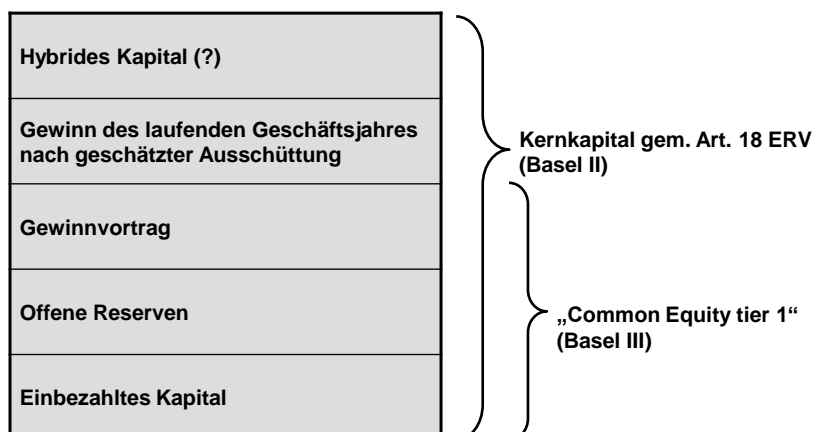 Hybrides Kapital (?)
Gewinn des laufenden Geschäftsjahres
nach geschätzter Ausschüttung
Gewinnvortrag
Offene Reserven
Einbezahltes Kapital
Kernkapital gem. Art. 18 ERV
(Basel II)
„Common Equity tier 1“
(Basel III)